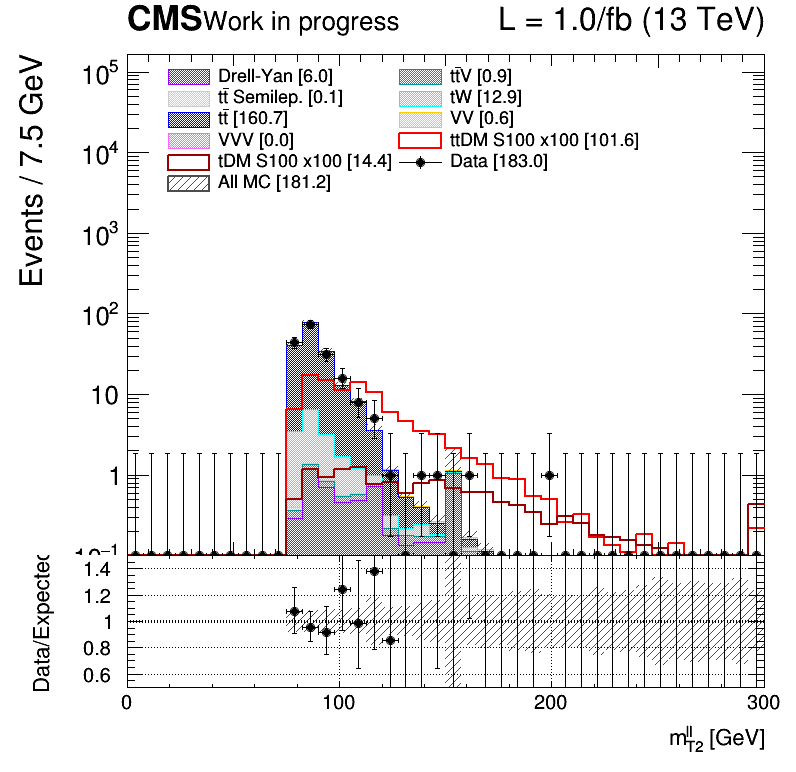 CMS Work in progress L = 1.0/fb (13 TeV)
Events / 7.5 GeV
10⁵
10⁴
10³
10²
10
1
10⁻¹
Drell-Yan [6.0] tt̄V [0.9]
tt̄ Semilep. [0.1] tW [12.9]
tt̄ [160.7] VV [0.6]
VVV [0.0] ttDM S100 x100 [101.6]
tDM S100 x100 [14.4] Data [183.0]
All MC [181.2]
Data/Expected
1.4
1.2
1
0.8
0.6
0 100 200 300
m_{T2}^{ll} [GeV]